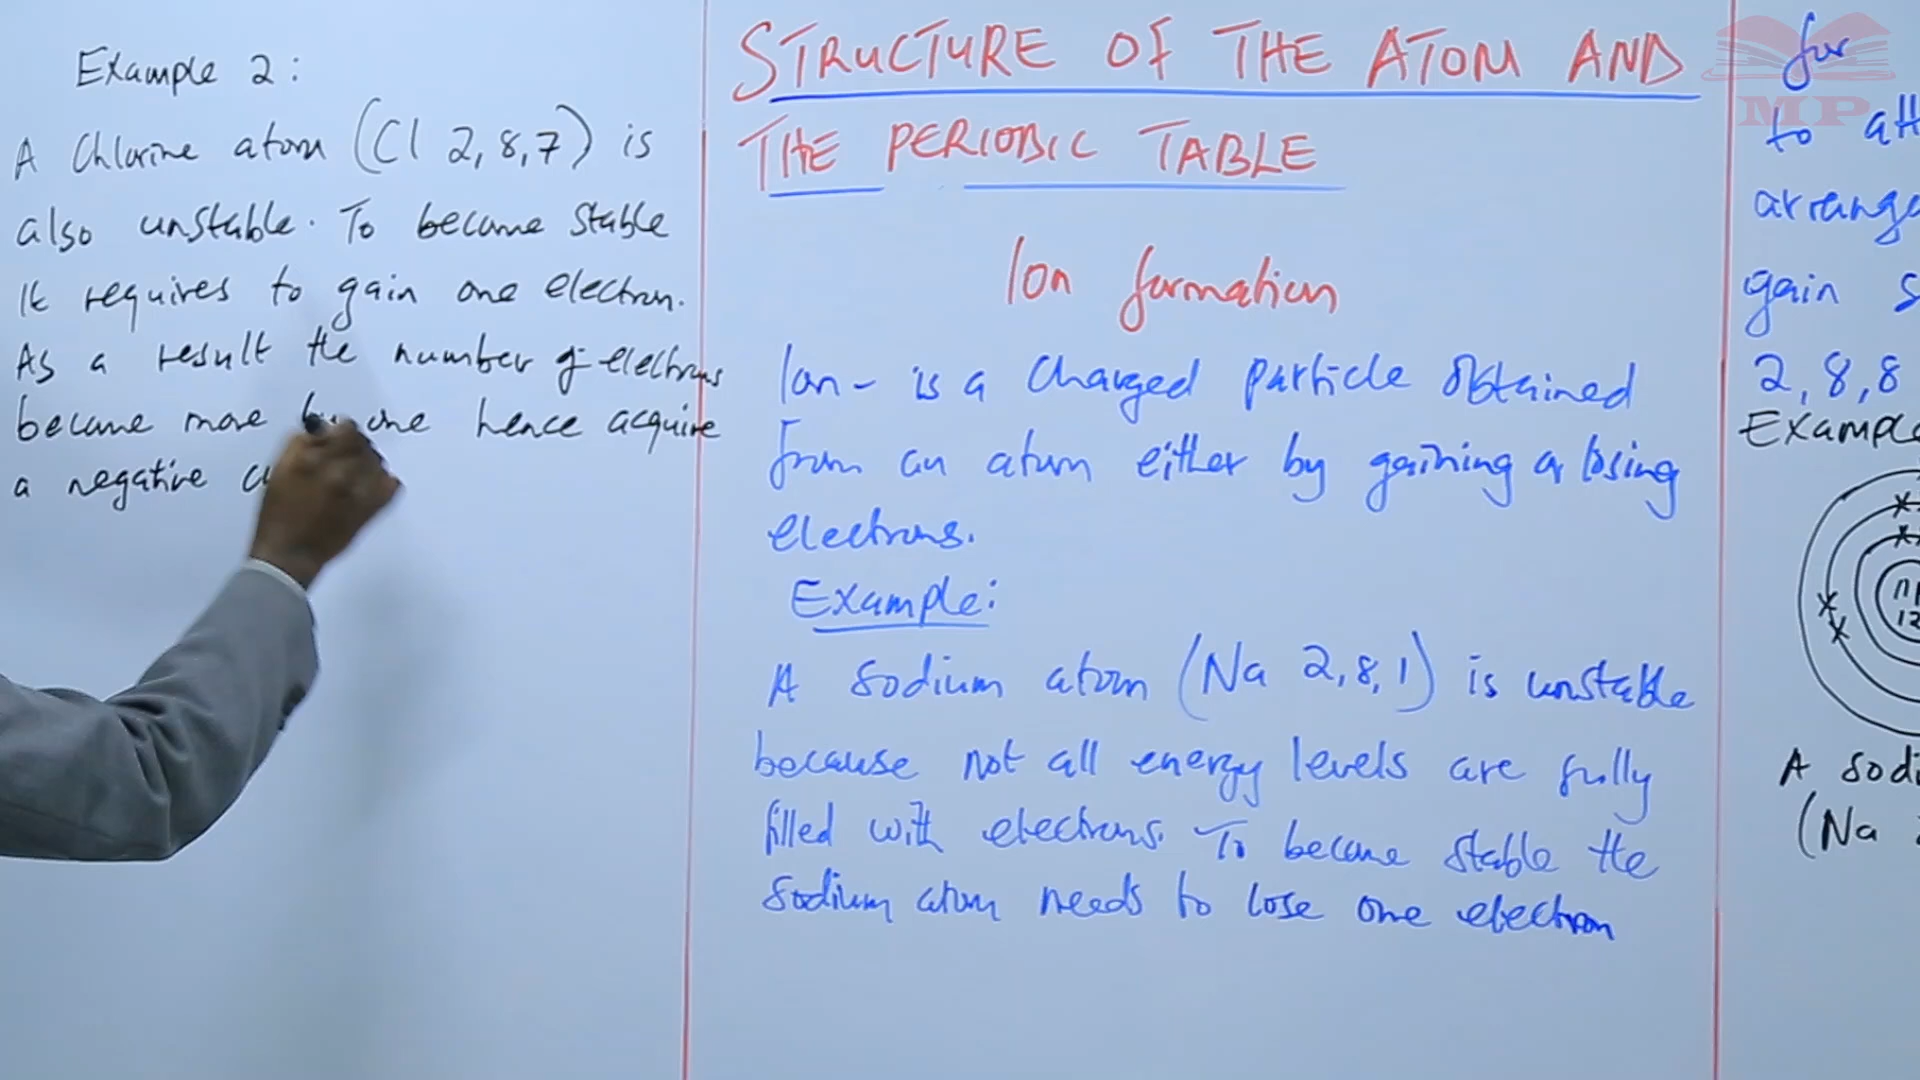 Example 2:
A Chlorine atom (Cl 2,8,7) is
also unstable. To become stable
It requires to gain one electron.
As a result the number of electrons
become more by one hence acquire
a negative
STRUCTURE OF THE ATOM AND
THE PERIODIC TABLE
Ion formation
Ion - is a charged particle obtained
from an atom either by gaining or losing
electrons.
Example:
A sodium atom (Na 2,8,1) is unstable
because not all energy levels are fully
filled with electrons. To become stable the
sodium atom needs to lose one electron
for
to att
arrange
gain s
2,8,8
Example
np
12
A sodi
(Na 2
MP